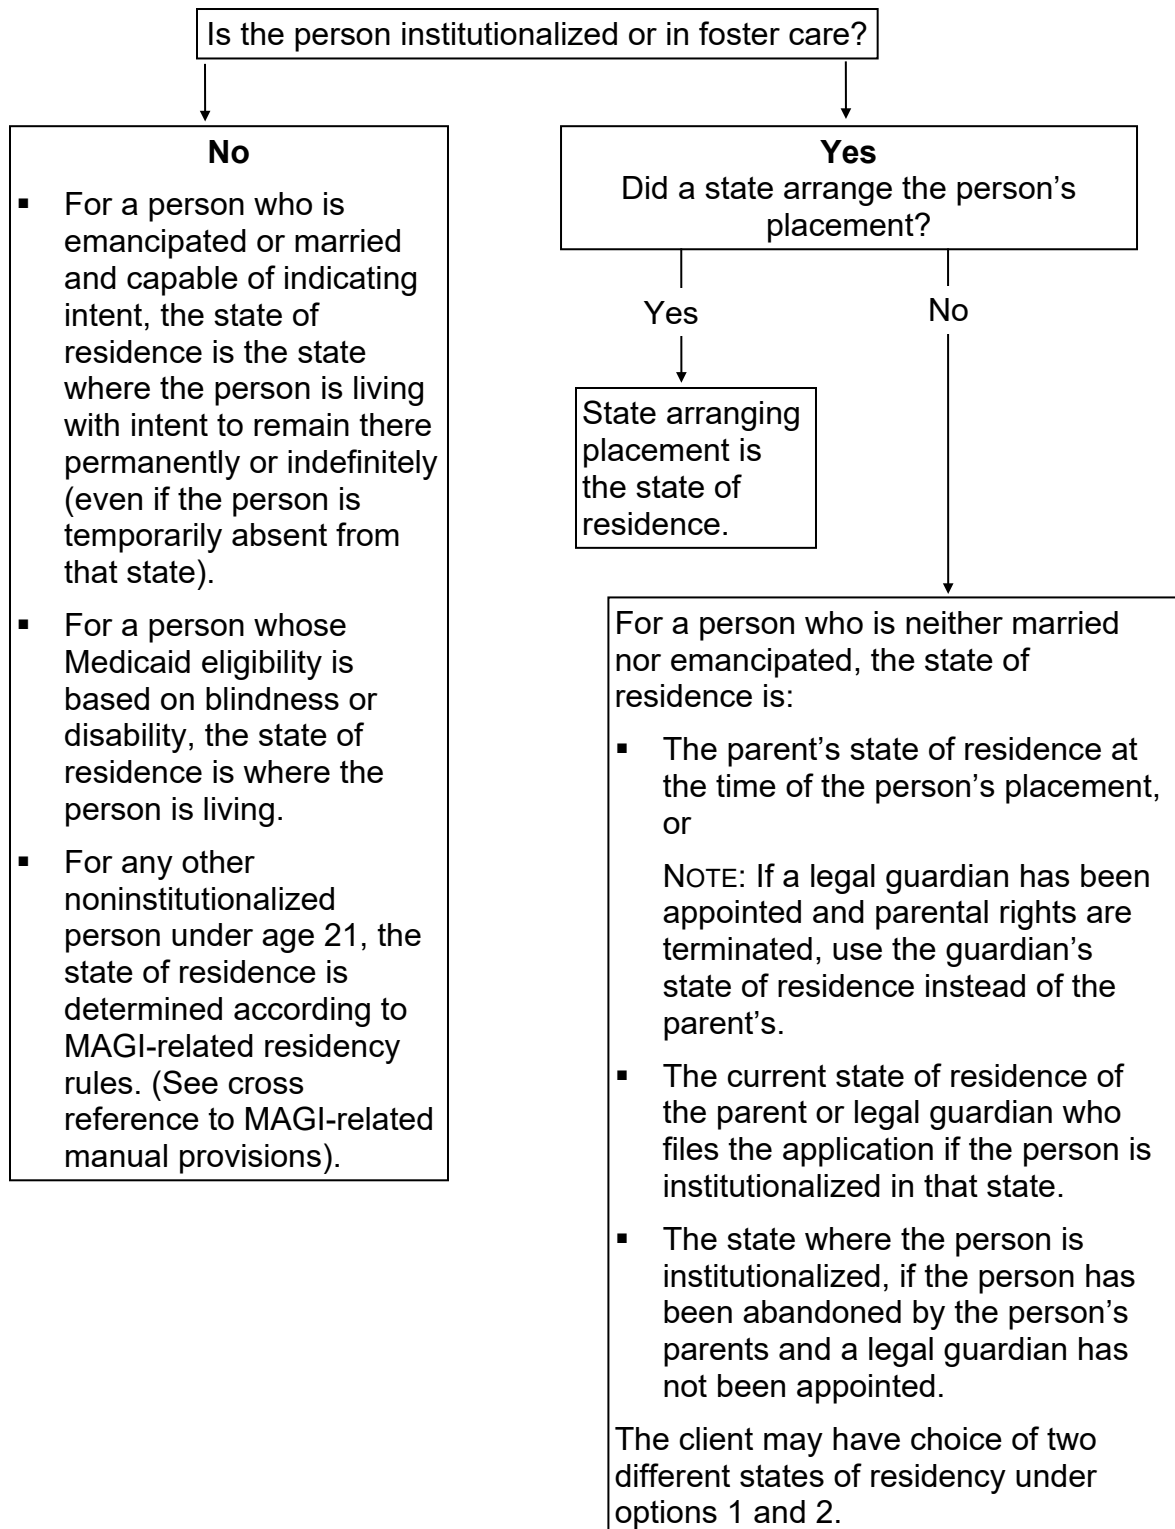 Is the person institutionalized or in foster care?
No
▪ For a person who is
emancipated or married
and capable of indicating
intent, the state of
residence is the state
where the person is living
with intent to remain there
permanently or indefinitely
(even if the person is
temporarily absent from
that state).
▪ For a person whose
Medicaid eligibility is
based on blindness or
disability, the state of
residence is where the
person is living.
▪ For any other
noninstitutionalized
person under age 21, the
state of residence is
determined according to
MAGI-related residency
rules. (See cross
reference to MAGI-related
manual provisions).
Yes
Did a state arrange the person’s
placement?
Yes
State arranging
placement is
the state of
residence.
No
For a person who is neither married
nor emancipated, the state of
residence is:
▪ The parent’s state of residence at
the time of the person’s placement,
or
NOTE: If a legal guardian has been
appointed and parental rights are
terminated, use the guardian’s
state of residence instead of the
parent’s.
▪ The current state of residence of
the parent or legal guardian who
files the application if the person is
institutionalized in that state.
▪ The state where the person is
institutionalized, if the person has
been abandoned by the person’s
parents and a legal guardian has
not been appointed.
The client may have choice of two
different states of residency under
options 1 and 2.